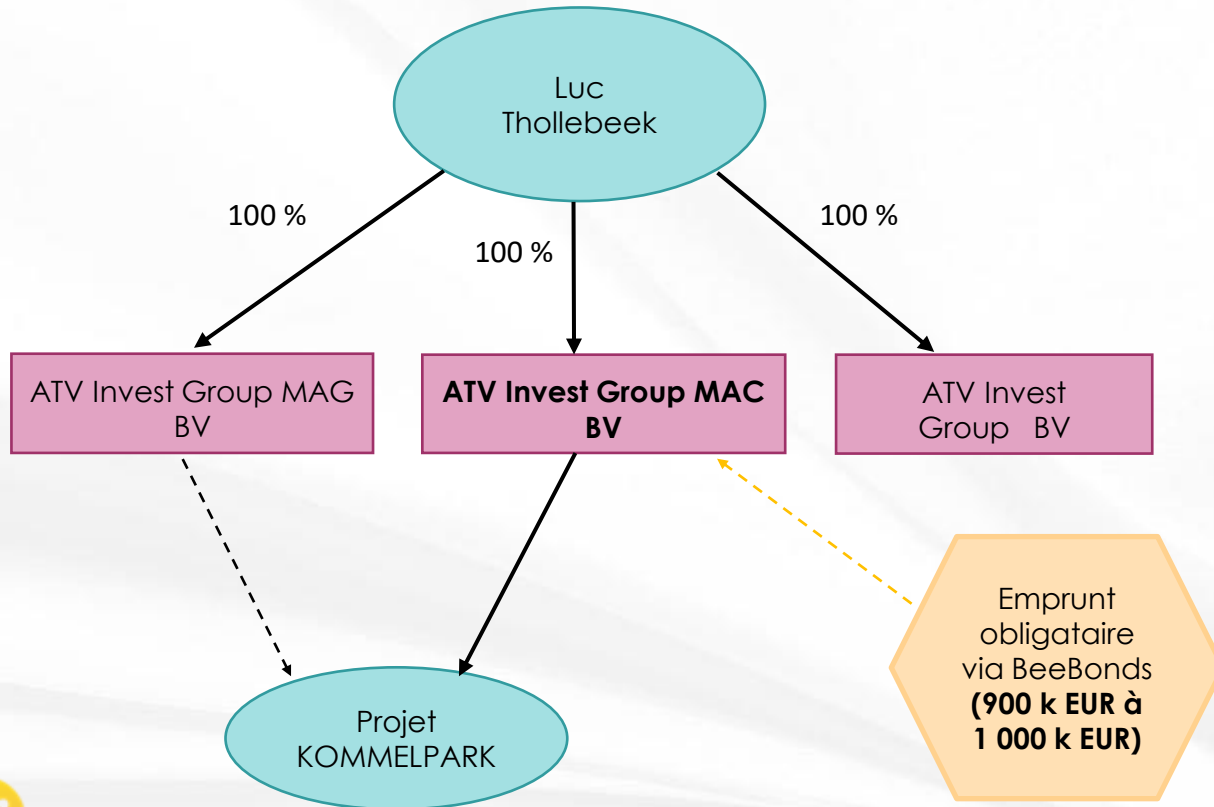 Luc
Thollebeek
100 %
100 %
100 %
ATV Invest Group MAG
BV
ATV Invest Group MAC
BV
ATV Invest
Group BV
Emprunt
obligataire
via BeeBonds
(900 k EUR à
1 000 k EUR)
Projet
KOMMELPARK